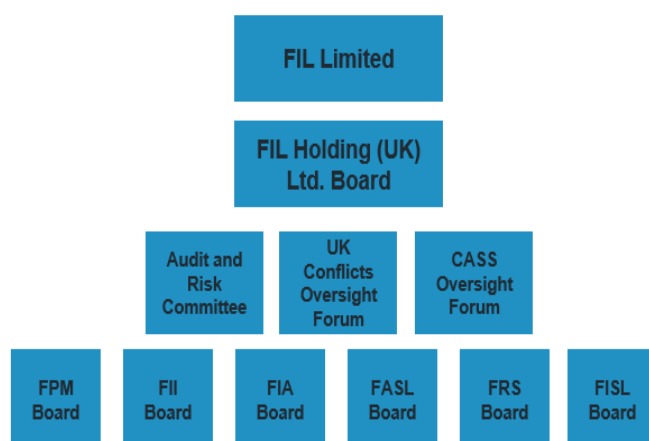 FIL Limited
FIL Holding (UK)
Ltd. Board
Audit and
Risk
Committee
UK
Conflicts
Oversight
Forum
CASS
Oversight
Forum
FPM
Board
FII
Board
FIA
Board
FASL
Board
FRS
Board
FISL
Board